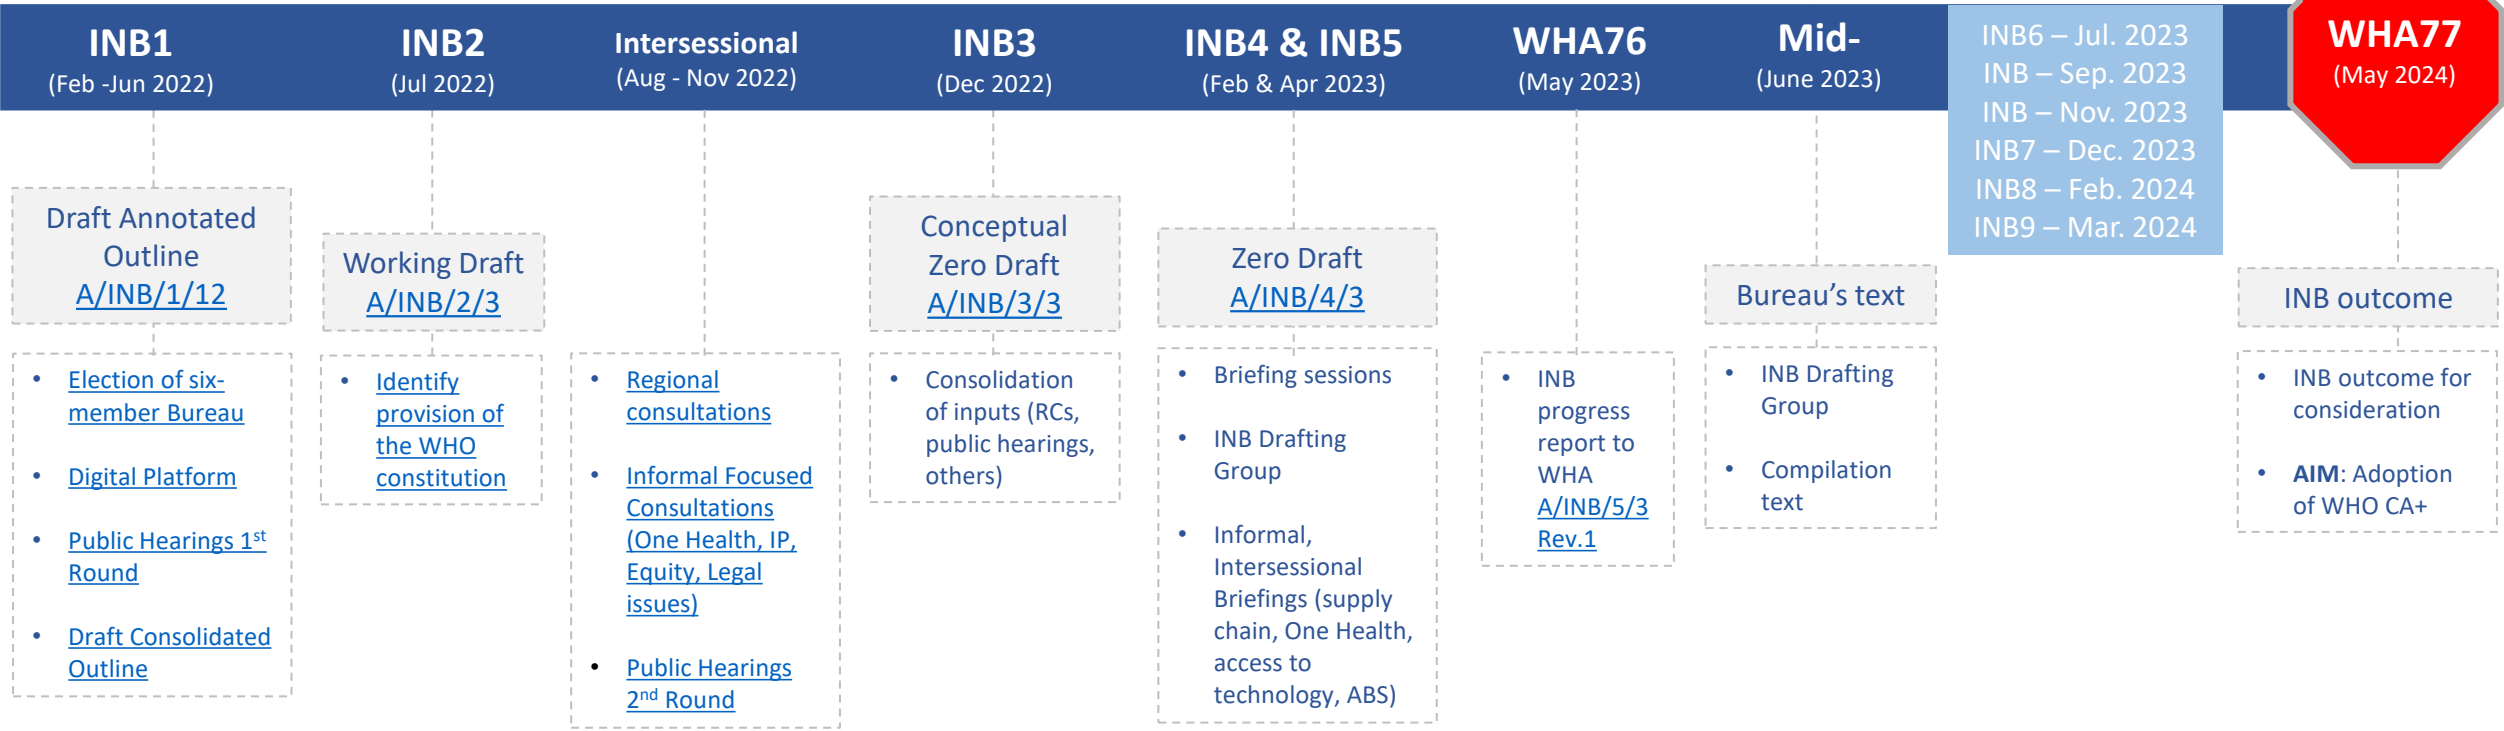 INB1
(Feb -Jun 2022)
Draft Annotated
Outline
A/INB/1/12
• Election of six-
member Bureau
• Digital Platform
• Public Hearings 1st
Round
• Draft Consolidated
Outline
INB2
(Jul 2022)
Working Draft
A/INB/2/3
• Identify
provision of
the WHO
constitution
Intersessional
(Aug - Nov 2022)
• Regional
consultations
• Informal Focused
Consultations
(One Health, IP,
Equity, Legal
issues)
• Public Hearings
2nd Round
INB3
(Dec 2022)
Conceptual
Zero Draft
A/INB/3/3
• Consolidation
of inputs (RCs,
public hearings,
others)
INB4 & INB5
(Feb & Apr 2023)
Zero Draft
A/INB/4/3
• Briefing sessions
• INB Drafting
Group
• Informal,
Intersessional
Briefings (supply
chain, One Health,
access to
technology, ABS)
WHA76
(May 2023)
• INB
progress
report to
WHA
A/INB/5/3
Rev.1
Mid-
(June 2023)
Bureau’s text
• INB Drafting
Group
• Compilation
text
INB6 – Jul. 2023
INB – Sep. 2023
INB – Nov. 2023
INB7 – Dec. 2023
INB8 – Feb. 2024
INB9 – Mar. 2024
WHA77
(May 2024)
INB outcome
• INB outcome for
consideration
• AIM: Adoption
of WHO CA+